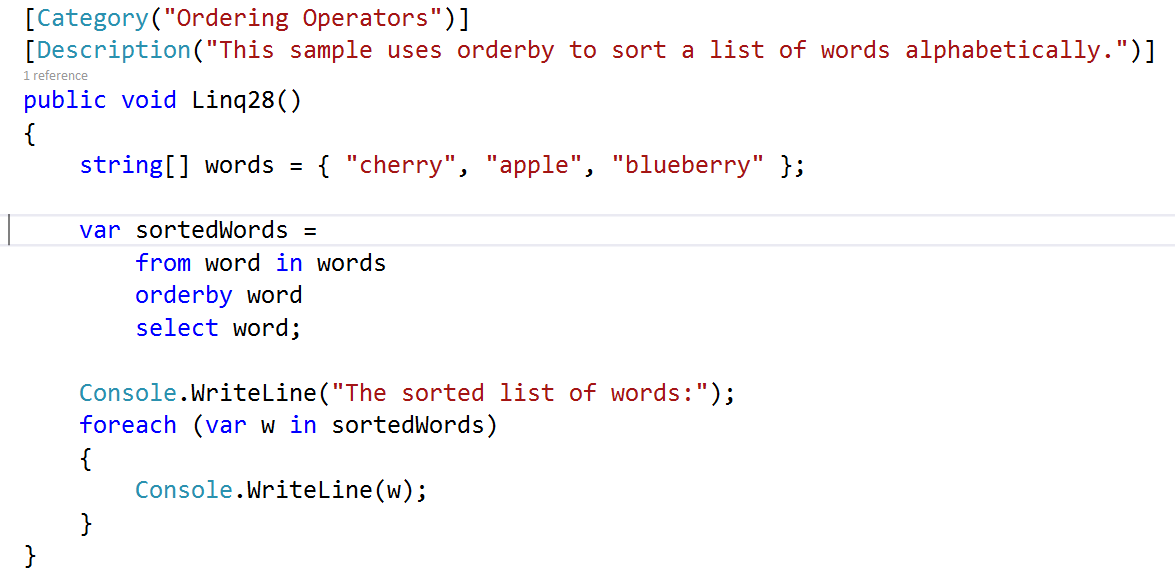 [Category("Ordering Operators")]
[Description("This sample uses orderby to sort a list of words alphabetically.")]
1 reference
public void Linq28()
{
    string[] words = { "cherry", "apple", "blueberry" };
    var sortedWords =
        from word in words
        orderby word
        select word;
    Console.WriteLine("The sorted list of words:");
    foreach (var w in sortedWords)
    {
        Console.WriteLine(w);
    }
}